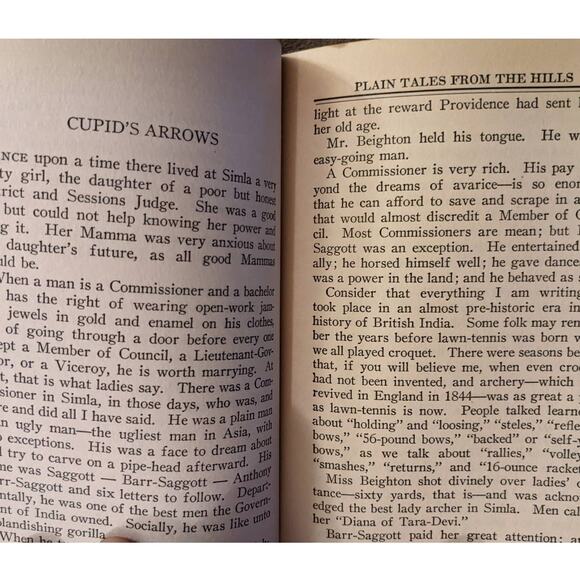 CUPID'S ARROWS
NCE upon a time there lived at Simla a very
ty girl, the daughter of a poor but honest
trict and Sessions Judge. She was a good
but could not help knowing her power and
ng it. Her Mamma was very anxious about
daughter's future, as all good Mammas
uld be.
When a man is a Commissioner and a bachelor
has the right of wearing open-work jam-
jewels in gold and enamel on his clothes,
of going through a door before every one
ept a Member of Council, a Lieutenant-Gov-
or, or a Viceroy, he is worth marrying. At
t, that is what ladies say. There was a Com-
sioner in Simla, in those days, who was, and
re and did all I have said. He was a plain man
n ugly man—the ugliest man in Asia, with
o exceptions. His was a face to dream about
d try to carve on a pipe-head afterward. His
me was Saggott — Barr-Saggott — Anthony
rr-Saggott and six letters to follow. Depart-
entally, he was one of the best men the Govern-
ent of India owned. Socially, he was like unto
blandishing gorilla.
When he t
PLAIN TALES FROM THE HILLS
light at the reward Providence had sent
her old age.
Mr. Beighton held his tongue. He w
easy-going man.
A Commissioner is very rich. His pay
yond the dreams of avarice—is so enor
that he can afford to save and scrape in a
that would almost discredit a Member of C
cil. Most Commissioners are mean; but
Saggott was an exception. He entertained
ally; he horsed himself well; he gave dance
was a power in the land; and he behaved as s
Consider that everything I am writing
took place in an almost pre-historic era in
history of British India. Some folk may re
ber the years before lawn-tennis was born w
we all played croquet. There were seasons be
that, if you will believe me, when even croq
had not been invented, and archery—which
revived in England in 1844—was as great a p
as lawn-tennis is now. People talked learne
about "holding" and "loosing," "steles," "refle
bows," "56-pound bows," "backed" or "self-
bows," as we talk about "rallies," "volley
"smashes," "returns," and "16-ounce racket
Miss Beighton shot divinely over ladies'
tance—sixty yards, that is—and was acknow
edged the best lady archer in Simla. Men cal
her "Diana of Tara-Devi."
Barr-Saggott paid her great attention; an